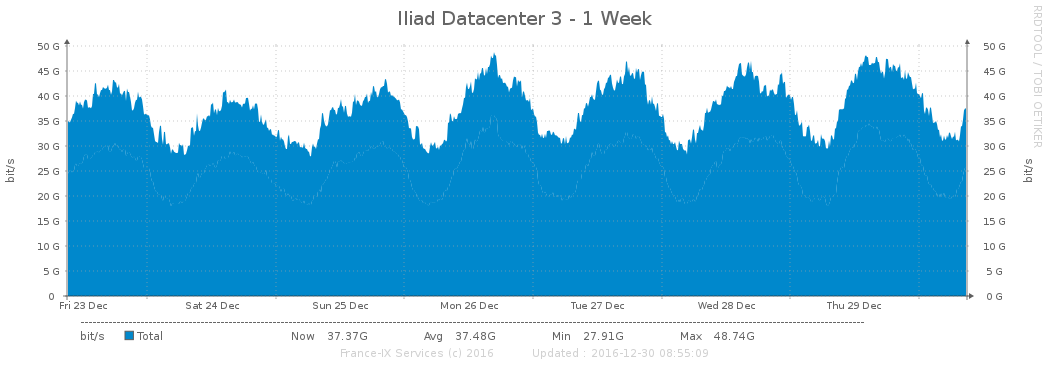 Iliad Datacenter 3 - 1 Week
RRDTOOL / TOBI OETIKER
50 G 50 G
45 G 45 G
40 G 40 G
35 G 35 G
30 G 30 G
25 G 25 G
20 G 20 G
15 G 15 G
10 G 10 G
5 G 5 G
0 0 G
bit/s bit/s
Fri 23 Dec Sat 24 Dec Sun 25 Dec Mon 26 Dec Tue 27 Dec Wed 28 Dec Thu 29 Dec
bit/s Total Now 37.37G Avg 37.48G Min 27.91G Max 48.74G
France-IX Services (c) 2016 Updated : 2016-12-30 08:55:09